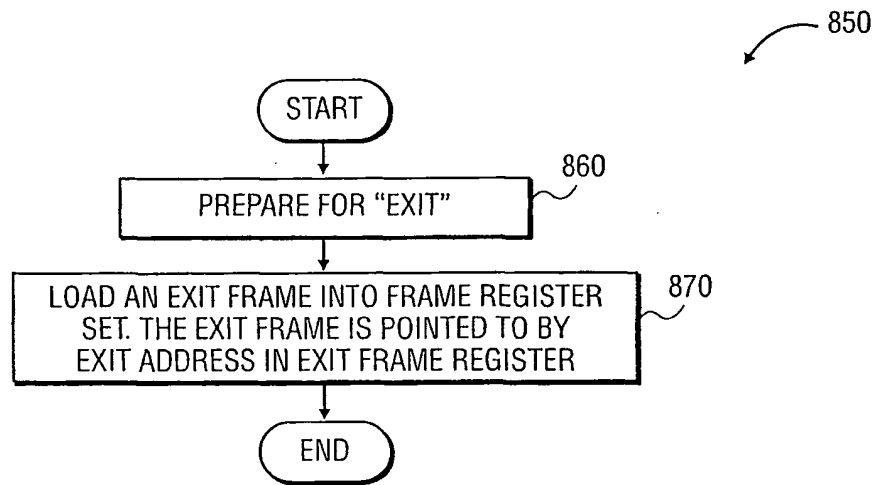 850
START
860
PREPARE FOR “EXIT”
870
LOAD AN EXIT FRAME INTO FRAME REGISTER
SET. THE EXIT FRAME IS POINTED TO BY
EXIT ADDRESS IN EXIT FRAME REGISTER
END